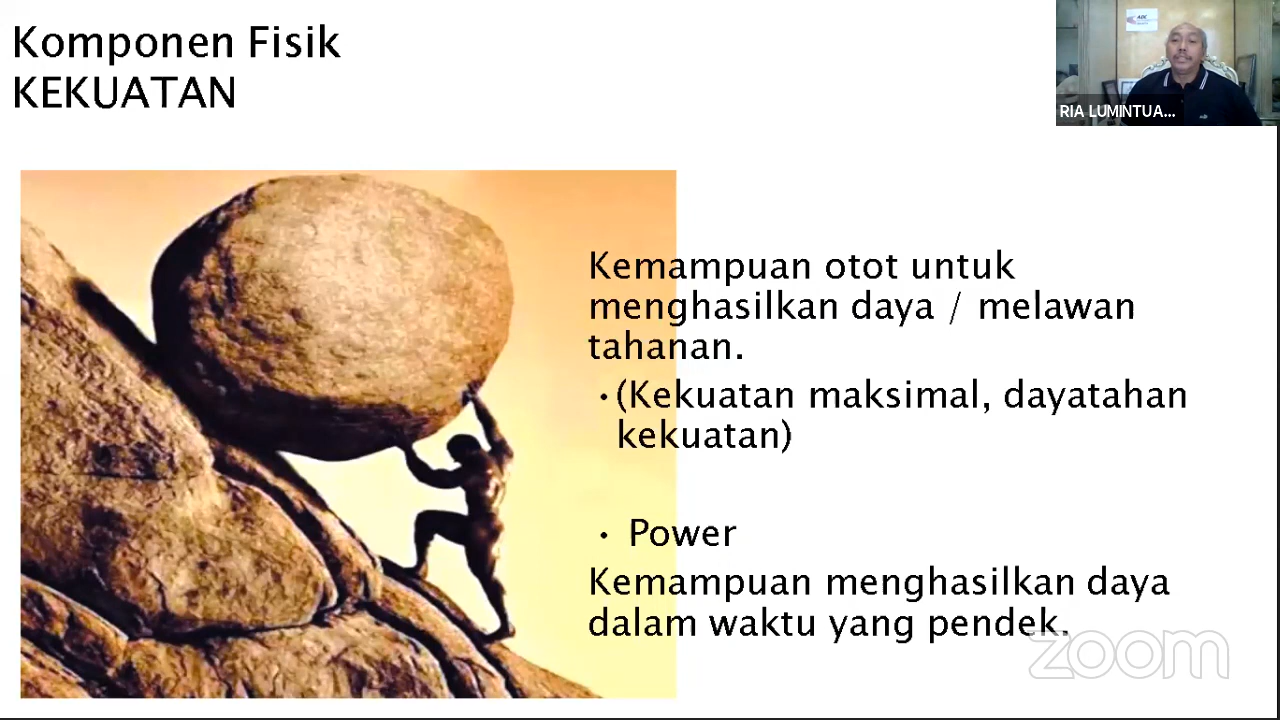 Komponen Fisik
KEKUATAN
RIA LUMINTUA...
Kemampuan otot untuk
menghasilkan daya / melawan
tahanan.
•(Kekuatan maksimal, dayatahan
kekuatan)
• Power
Kemampuan menghasilkan daya
dalam waktu yang pendek.
zoom